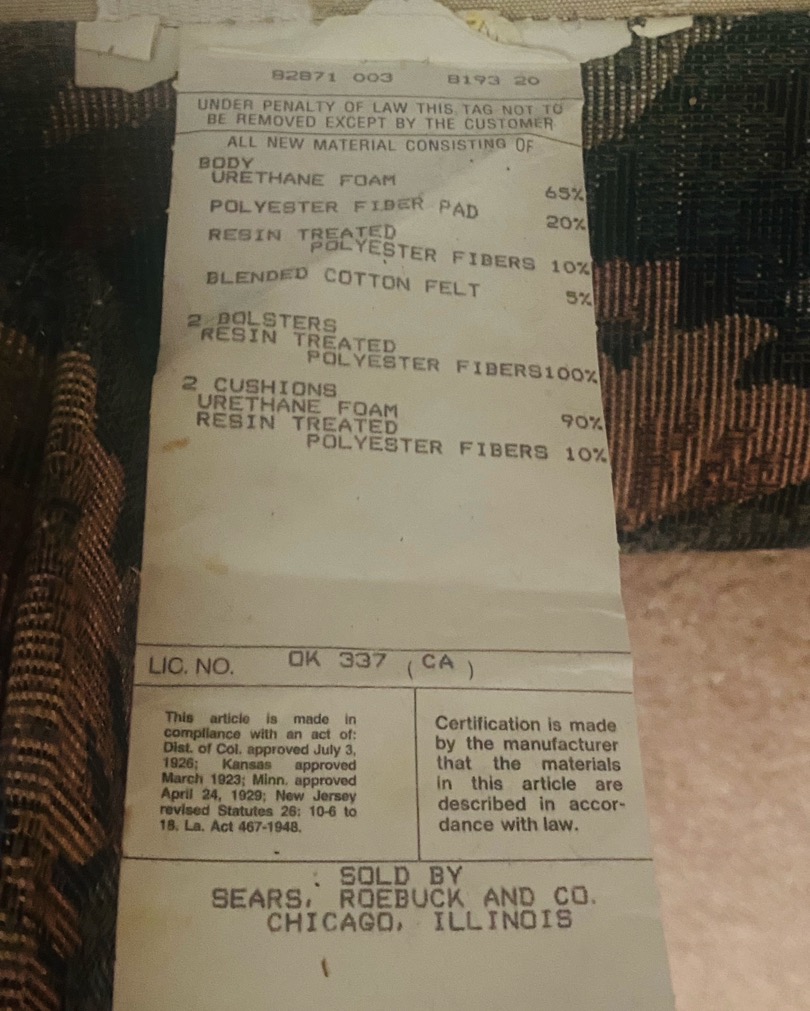 82871 003 8193 20
UNDER PENALTY OF LAW THIS TAG NOT TO
BE REMOVED EXCEPT BY THE CUSTOMER
ALL NEW MATERIAL CONSISTING OF
BODY
URETHANE FOAM 65%
POLYESTER FIBER PAD 20%
RESIN TREATED
POLYESTER FIBERS 10%
BLENDED COTTON FELT 5%
2 BOLSTERS
RESIN TREATED
POLYESTER FIBERS100%
2 CUSHIONS
URETHANE FOAM 90%
RESIN TREATED
POLYESTER FIBERS 10%
LIC. NO. OK 337 (CA)
This article is made in
compliance with an act of:
Dist. of Col. approved July 3,
1926; Kansas approved
March 1923; Minn. approved
April 24, 1929; New Jersey
revised Statutes 26: 10-6 to
18. La. Act 467-1948.
Certification is made
by the manufacturer
that the materials
in this article are
described in accor-
dance with law.
SOLD BY
SEARS, ROEBUCK AND CO.
CHICAGO, ILLINOIS